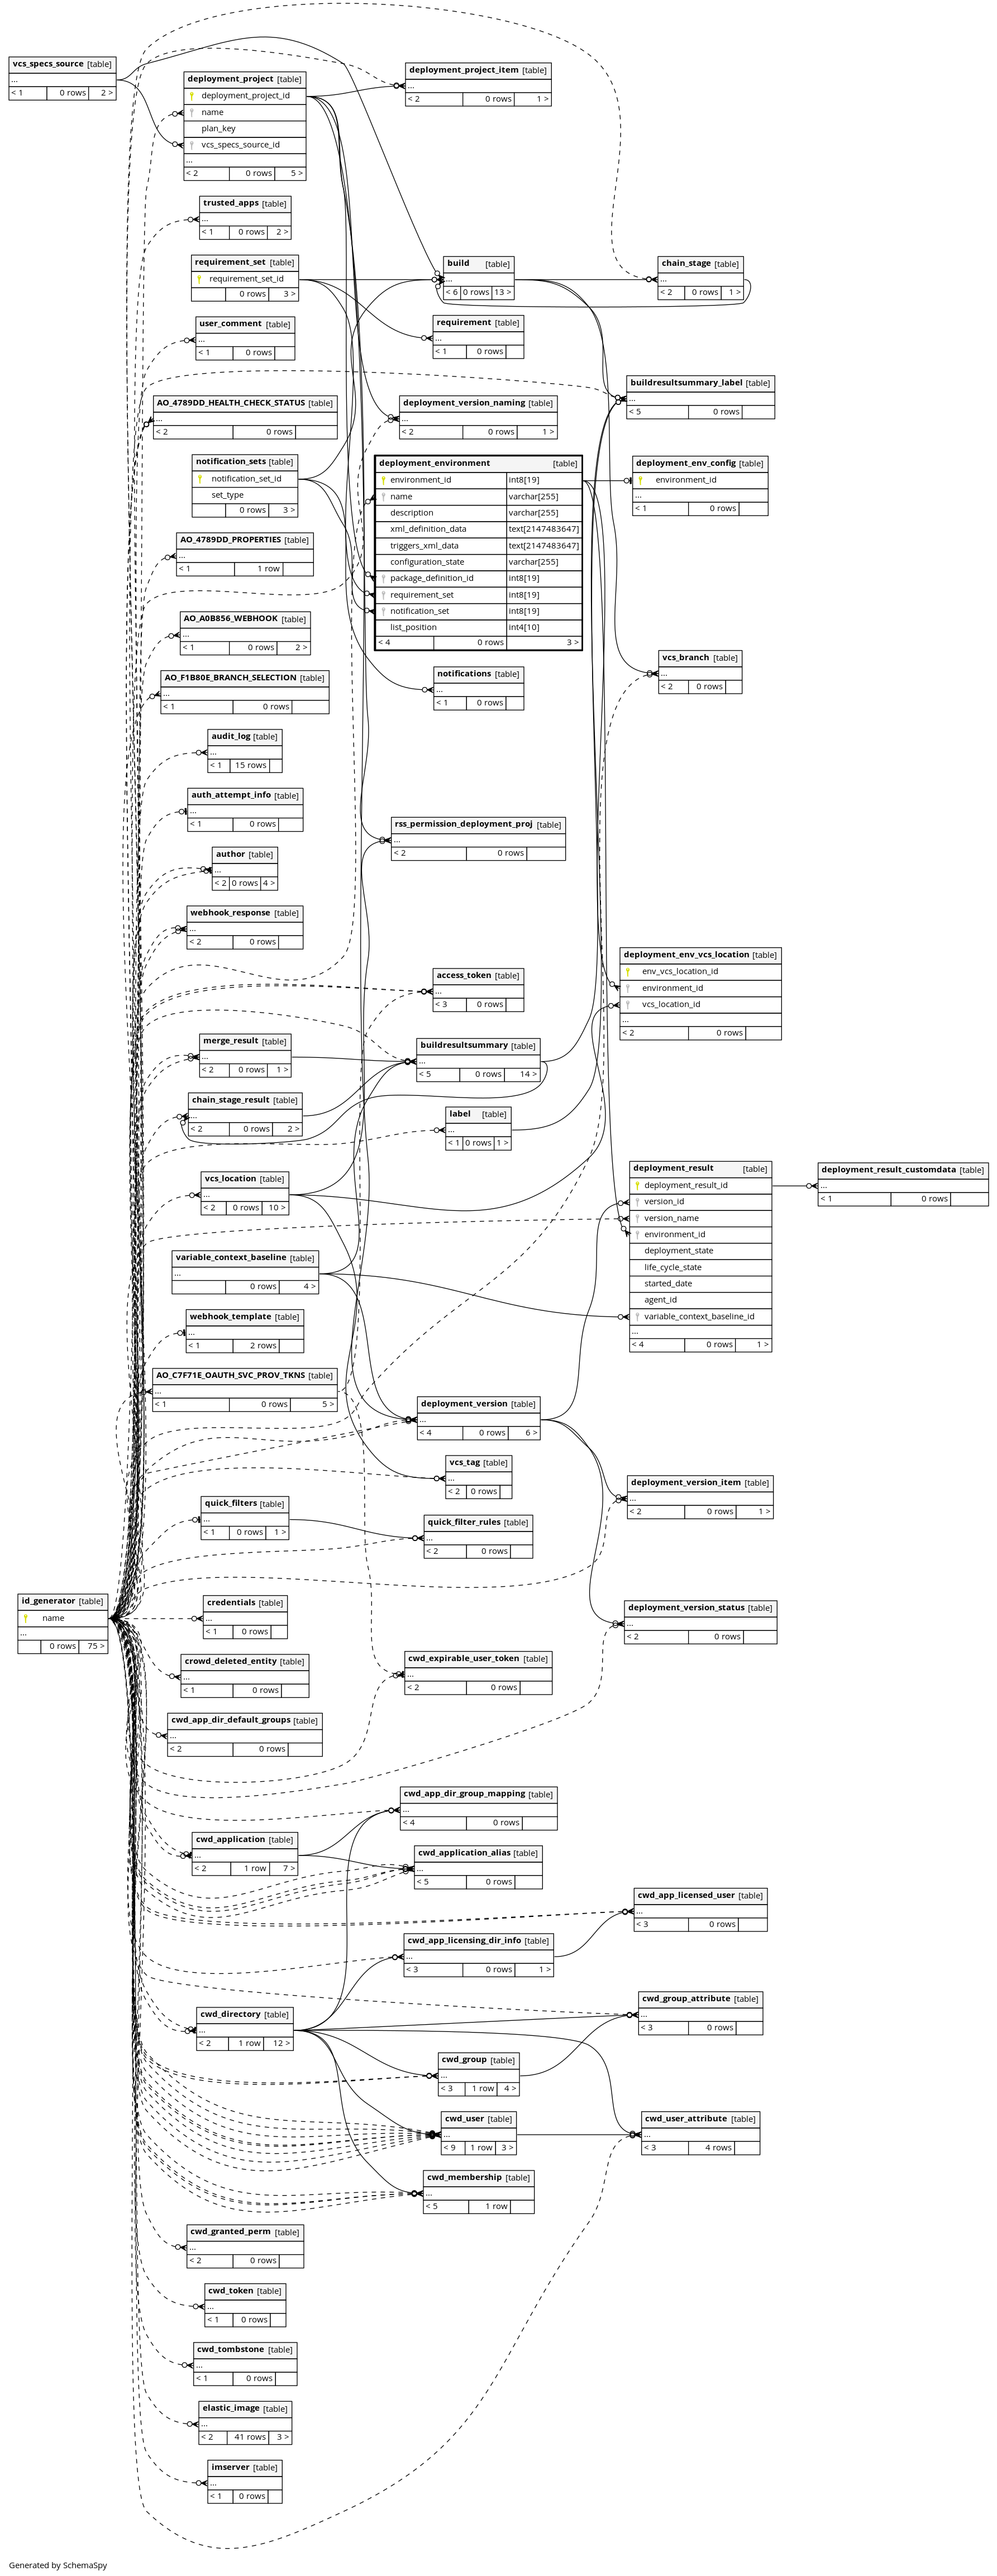 vcs_specs_source [table]
...
< 1 0 rows 2 >
deployment_project [table]
deployment_project_id
name
plan_key
vcs_specs_source_id
...
< 2 0 rows 5 >
deployment_project_item [table]
...
< 2 0 rows 1 >
trusted_apps [table]
...
< 1 0 rows 2 >
requirement_set [table]
requirement_set_id
0 rows 3 >
build [table]
...
< 6 0 rows 13 >
chain_stage [table]
...
< 2 0 rows 1 >
user_comment [table]
...
< 1 0 rows
requirement [table]
...
< 1 0 rows
buildresultsummary_label [table]
...
< 5 0 rows
AO_4789DD_HEALTH_CHECK_STATUS [table]
...
< 2 0 rows
deployment_version_naming [table]
...
< 2 0 rows 1 >
notification_sets [table]
notification_set_id
set_type
0 rows 3 >
deployment_environment [table]
environment_id int8[19]
name varchar[255]
description varchar[255]
xml_definition_data text[2147483647]
triggers_xml_data text[2147483647]
configuration_state varchar[255]
package_definition_id int8[19]
requirement_set int8[19]
notification_set int8[19]
list_position int4[10]
< 4 0 rows 3 >
deployment_env_config [table]
environment_id
...
< 1 0 rows
AO_4789DD_PROPERTIES [table]
...
< 1 1 row
AO_A0B856_WEBHOOK [table]
...
< 1 0 rows 2 >
vcs_branch [table]
...
< 2 0 rows
AO_F1B80E_BRANCH_SELECTION [table]
...
< 1 0 rows
notifications [table]
...
< 1 0 rows
audit_log [table]
...
< 1 15 rows
auth_attempt_info [table]
...
< 1 0 rows
rss_permission_deployment_proj [table]
...
< 2 0 rows
author [table]
...
< 2 0 rows 4 >
webhook_response [table]
...
< 2 0 rows
deployment_env_vcs_location [table]
env_vcs_location_id
environment_id
vcs_location_id
...
< 2 0 rows
access_token [table]
...
< 3 0 rows
merge_result [table]
...
< 2 0 rows 1 >
buildresultsummary [table]
...
< 5 0 rows 14 >
chain_stage_result [table]
...
< 2 0 rows 2 >
label [table]
...
< 1 0 rows 1 >
vcs_location [table]
...
< 2 0 rows 10 >
deployment_result [table]
deployment_result_id
version_id
version_name
environment_id
deployment_state
life_cycle_state
started_date
agent_id
variable_context_baseline_id
...
< 4 0 rows 1 >
deployment_result_customdata [table]
...
< 1 0 rows
variable_context_baseline [table]
...
0 rows 4 >
webhook_template [table]
...
< 1 2 rows
AO_C7F71E_OAUTH_SVC_PROV_TKNS [table]
...
< 1 0 rows 5 >
deployment_version [table]
...
< 4 0 rows 6 >
vcs_tag [table]
...
< 2 0 rows
deployment_version_item [table]
...
< 2 0 rows 1 >
quick_filters [table]
...
< 1 0 rows 1 >
quick_filter_rules [table]
...
< 2 0 rows
id_generator [table]
name
...
0 rows 75 >
credentials [table]
...
< 1 0 rows
deployment_version_status [table]
...
< 2 0 rows
crowd_deleted_entity [table]
...
< 1 0 rows
cwd_expirable_user_token [table]
...
< 2 0 rows
cwd_app_dir_default_groups [table]
...
< 2 0 rows
cwd_app_dir_group_mapping [table]
...
< 4 0 rows
cwd_application [table]
...
< 2 1 row 7 >
cwd_application_alias [table]
...
< 5 0 rows
cwd_app_licensed_user [table]
...
< 3 0 rows
cwd_app_licensing_dir_info [table]
...
< 3 0 rows 1 >
cwd_group_attribute [table]
...
< 3 0 rows
cwd_directory [table]
...
< 2 1 row 12 >
cwd_group [table]
...
< 3 1 row 4 >
cwd_user [table]
...
< 9 1 row 3 >
cwd_user_attribute [table]
...
< 3 4 rows
cwd_membership [table]
...
< 5 1 row
cwd_granted_perm [table]
...
< 2 0 rows
cwd_token [table]
...
< 1 0 rows
cwd_tombstone [table]
...
< 1 0 rows
elastic_image [table]
...
< 2 41 rows 3 >
imserver [table]
...
< 1 0 rows
Generated by SchemaSpy